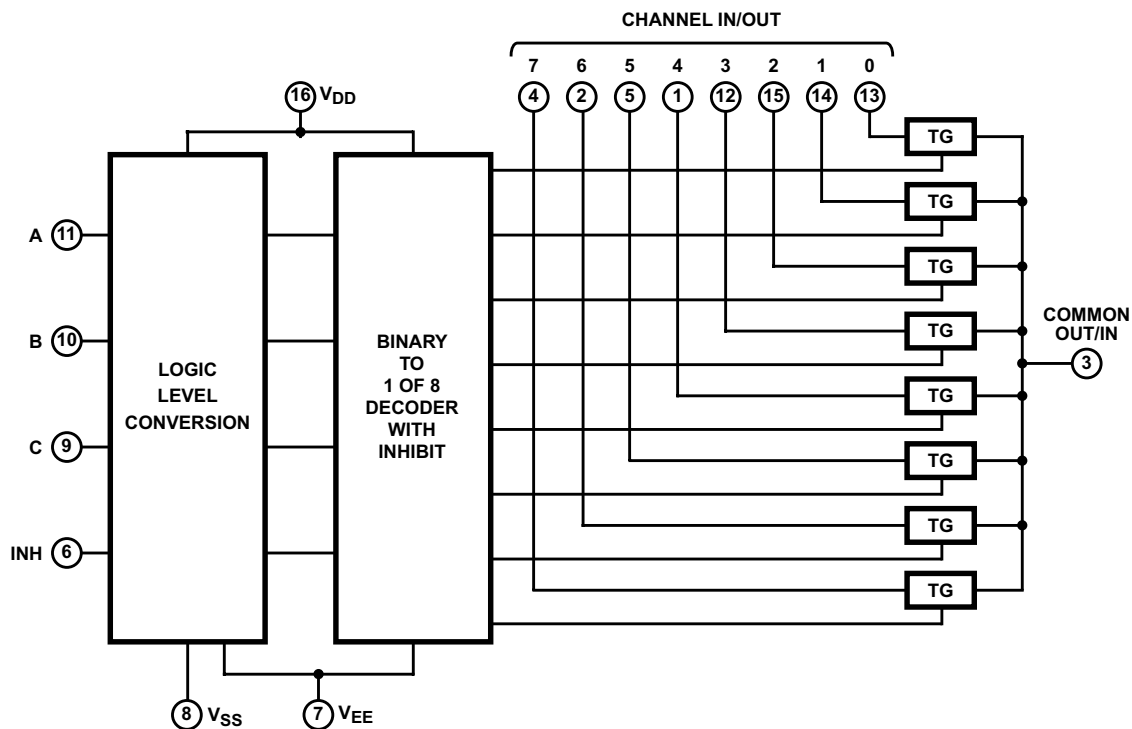 CHANNEL IN/OUT
7 6 5 4 3 2 1 0
4 2 5 1 12 15 14 13
16 VDD
TG
TG
TG
TG
TG
TG
TG
TG
A 11
B 10
C 9
INH 6
LOGIC
LEVEL
CONVERSION
BINARY
TO
1 OF 8
DECODER
WITH
INHIBIT
COMMON
OUT/IN
3
8 VSS
7 VEE